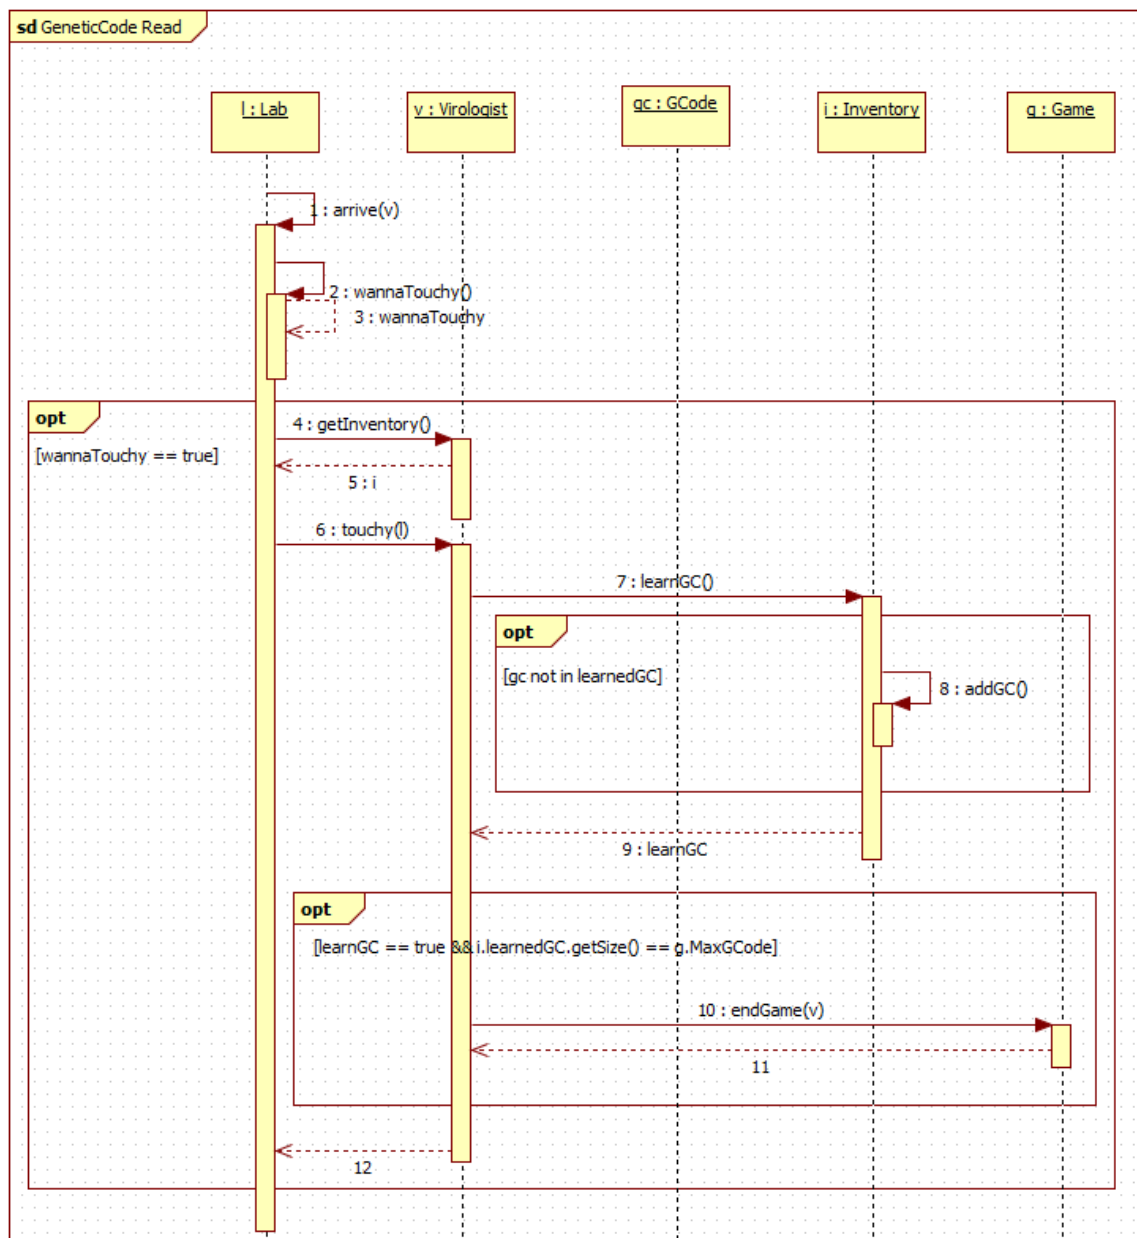 sd GeneticCode Read
l : Lab
v : Virologist
gc : GCode
i : Inventory
g : Game
1 : arrive(v)
2 : wannaTouchy()
3 : wannaTouchy
opt
[wannaTouchy == true]
4 : getInventory()
5 : i
6 : touchy(l)
7 : learnGC()
opt
[gc not in learnedGC]
8 : addGC()
9 : learnGC
opt
[learnGC == true && i.learnedGC.getSize() == g.MaxGCode]
10 : endGame(v)
11
12